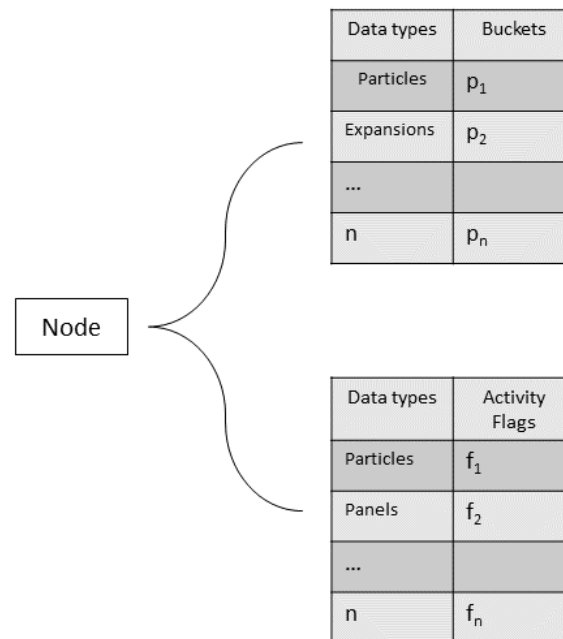 Data types Buckets
Particles p₁
Expansions p₂
...
n pₙ
Node
Data types Activity
Flags
Particles f₁
Panels f₂
...
n fₙ